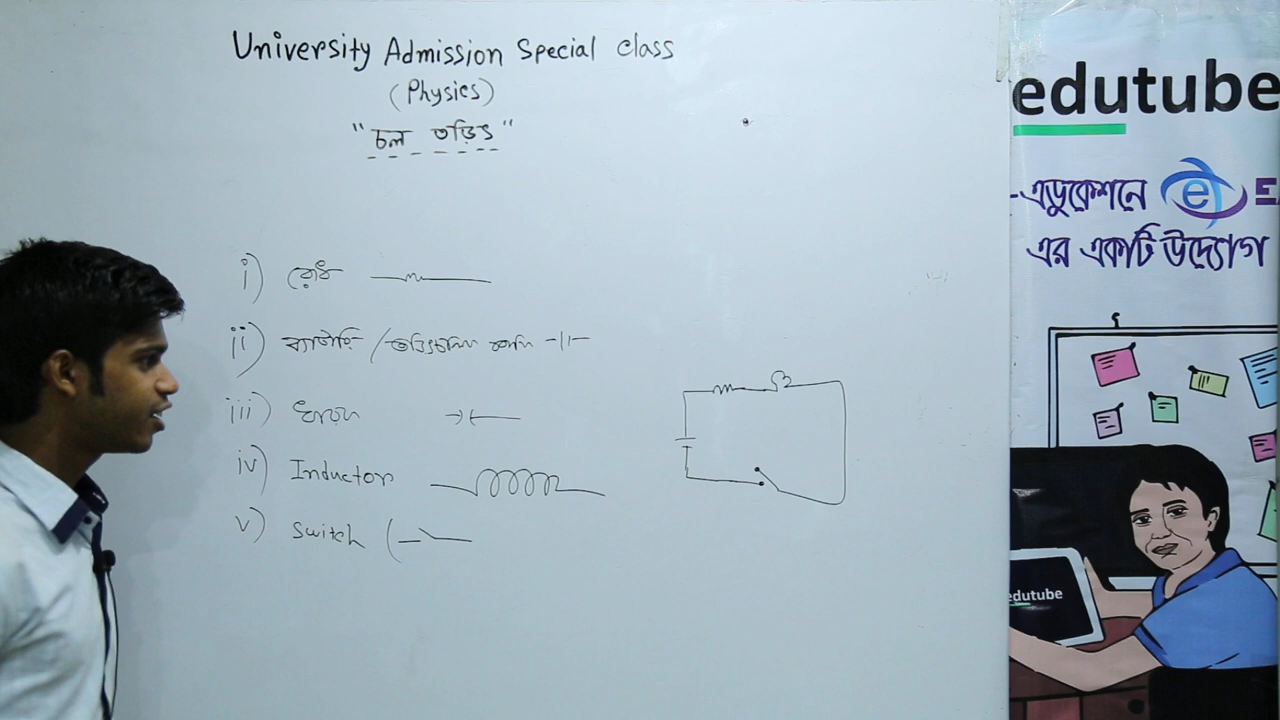 University Admission Special class
(Physics)
"চল তড়িৎ"
i) রোধ
ii) ব্যাটারি / তড়িৎচালক শক্তি
iii) ধারক
iv) Inductor
v) Switch (
edutube
-এডুকেশনে e
এর একটি উদ্যোগ
edutube